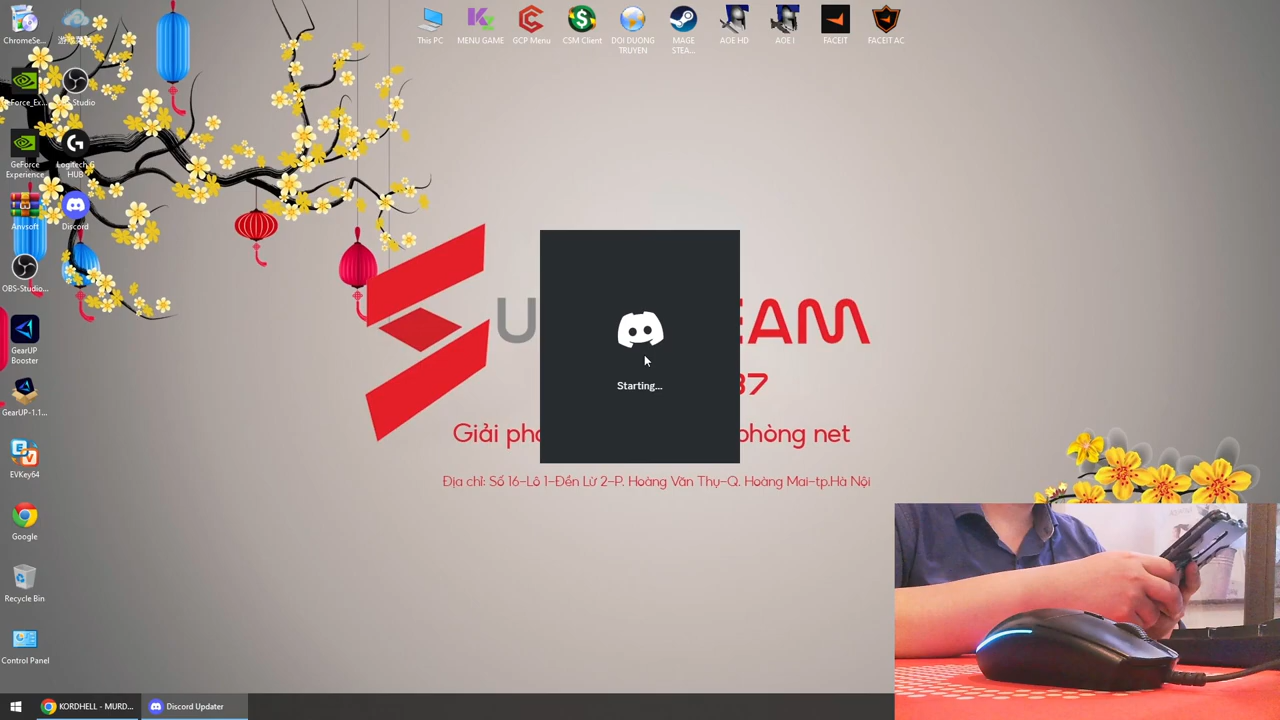 ChromeSe...
GeForce_Ex...
Studio
GeForce
Experience
Logitech G
HUB
Anvsoft
Discord
OBS-Studio...
GearUP
Booster
GearUP-1.1...
EVKey64
Google
Recycle Bin
Control Panel
This PC
MENU GAME
GCP Menu
CSM Client
DOI DUONG
TRUYEN
MAGE
STEA...
AOE HD
AOE I
FACEIT
FACEIT AC
Starting...
Giải ph
phòng net
Địa chỉ: Số 16-Lô 1-Đền Lừ 2-P. Hoàng Văn Thụ-Q. Hoàng Mai-tp.Hà Nội
KORDHELL - MURD...
Discord Updater